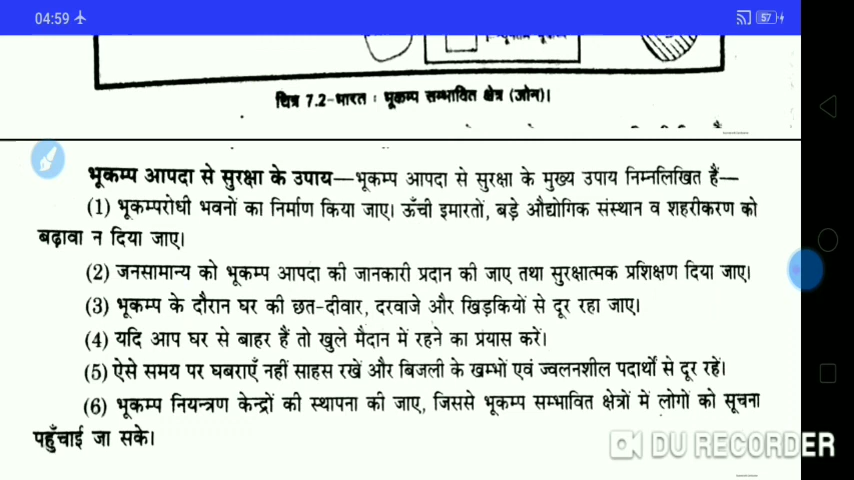 04:59
57
चित्र 7.2-भारत : भूकम्प सम्भावित क्षेत्र (जोन)।
भूकम्प आपदा से सुरक्षा के उपाय—भूकम्प आपदा से सुरक्षा के मुख्य उपाय निम्नलिखित हैं—
(1) भूकम्परोधी भवनों का निर्माण किया जाए। ऊँची इमारतों, बड़े औद्योगिक संस्थान व शहरीकरण को
बढ़ावा न दिया जाए।
(2) जनसामान्य को भूकम्प आपदा की जानकारी प्रदान की जाए तथा सुरक्षात्मक प्रशिक्षण दिया जाए।
(3) भूकम्प के दौरान घर की छत-दीवार, दरवाजे और खिड़कियों से दूर रहा जाए।
(4) यदि आप घर से बाहर हैं तो खुले मैदान में रहने का प्रयास करें।
(5) ऐसे समय पर घबराएँ नहीं साहस रखें और बिजली के खम्भों एवं ज्वलनशील पदार्थों से दूर रहें।
(6) भूकम्प नियन्त्रण केन्द्रों की स्थापना की जाए, जिससे भूकम्प सम्भावित क्षेत्रों में लोगों को सूचना
पहुँचाई जा सके।
DU RECORDER